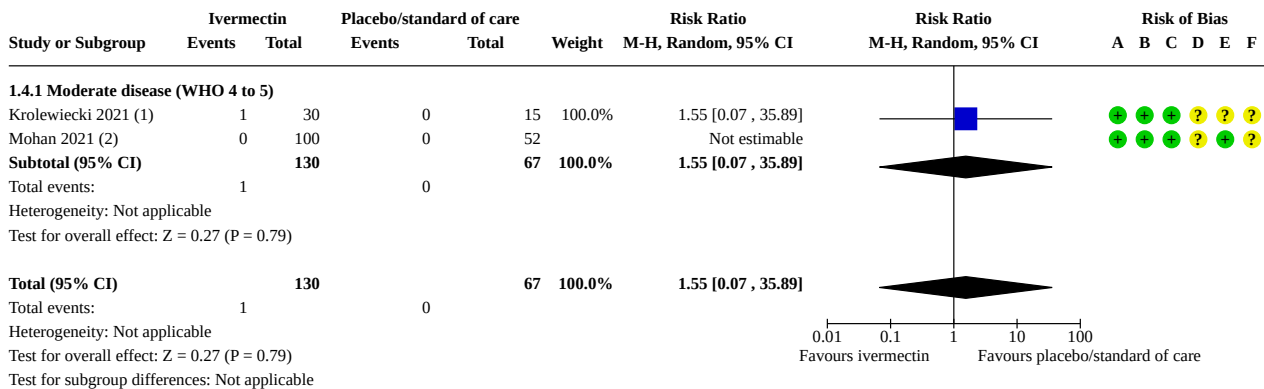 Ivermectin Placebo/standard of care Risk Ratio Risk Ratio Risk of Bias
Study or Subgroup Events Total Events Total Weight M-H, Random, 95% CI M-H, Random, 95% CI A B C D E F
1.4.1 Moderate disease (WHO 4 to 5)
Krolewiecki 2021 (1) 1 30 0 15 100.0% 1.55 [0.07 , 35.89] + + + ? ? ?
Mohan 2021 (2) 0 100 0 52 Not estimable + + + ? + ?
Subtotal (95% CI) 130 67 100.0% 1.55 [0.07 , 35.89]
Total events: 1 0
Heterogeneity: Not applicable
Test for overall effect: Z = 0.27 (P = 0.79)
Total (95% CI) 130 67 100.0% 1.55 [0.07 , 35.89]
Total events: 1 0
Heterogeneity: Not applicable
0.01 0.1 1 10 100
Test for overall effect: Z = 0.27 (P = 0.79) Favours ivermectin Favours placebo/standard of care
Test for subgroup differences: Not applicable